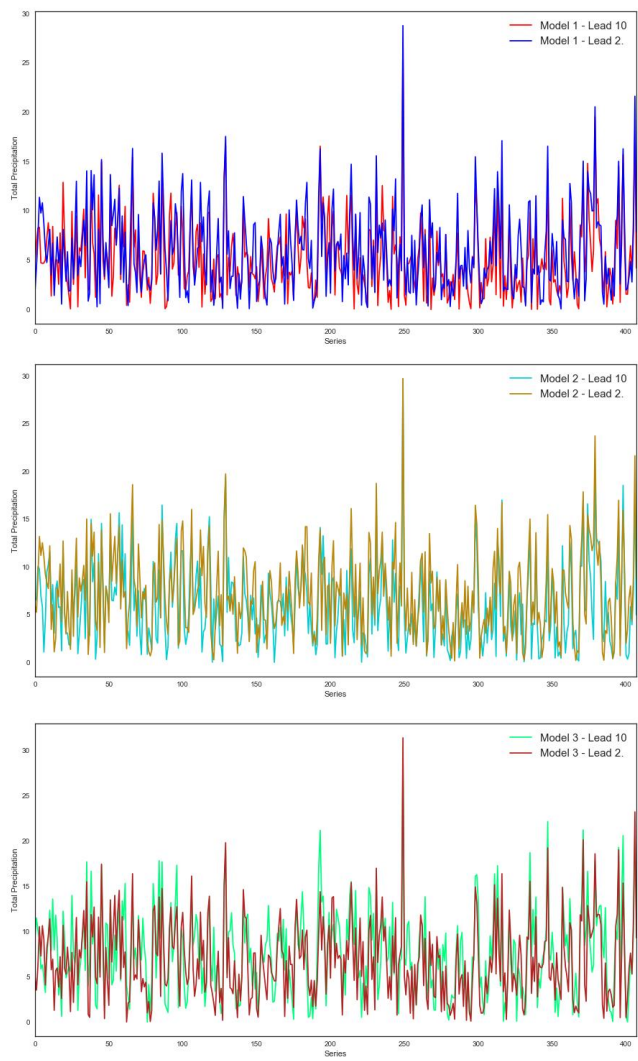 30
25
20
15
10
5
0
Total Precipitation
Model 1 - Lead 10
Model 1 - Lead 2.
0 50 100 150 200 250 300 350 400
Series
30
25
20
15
10
5
0
Total Precipitation
Model 2 - Lead 10
Model 2 - Lead 2.
0 50 100 150 200 250 300 350 400
Series
30
25
20
15
10
5
0
Total Precipitation
Model 3 - Lead 10
Model 3 - Lead 2.
0 50 100 150 200 250 300 350 400
Series